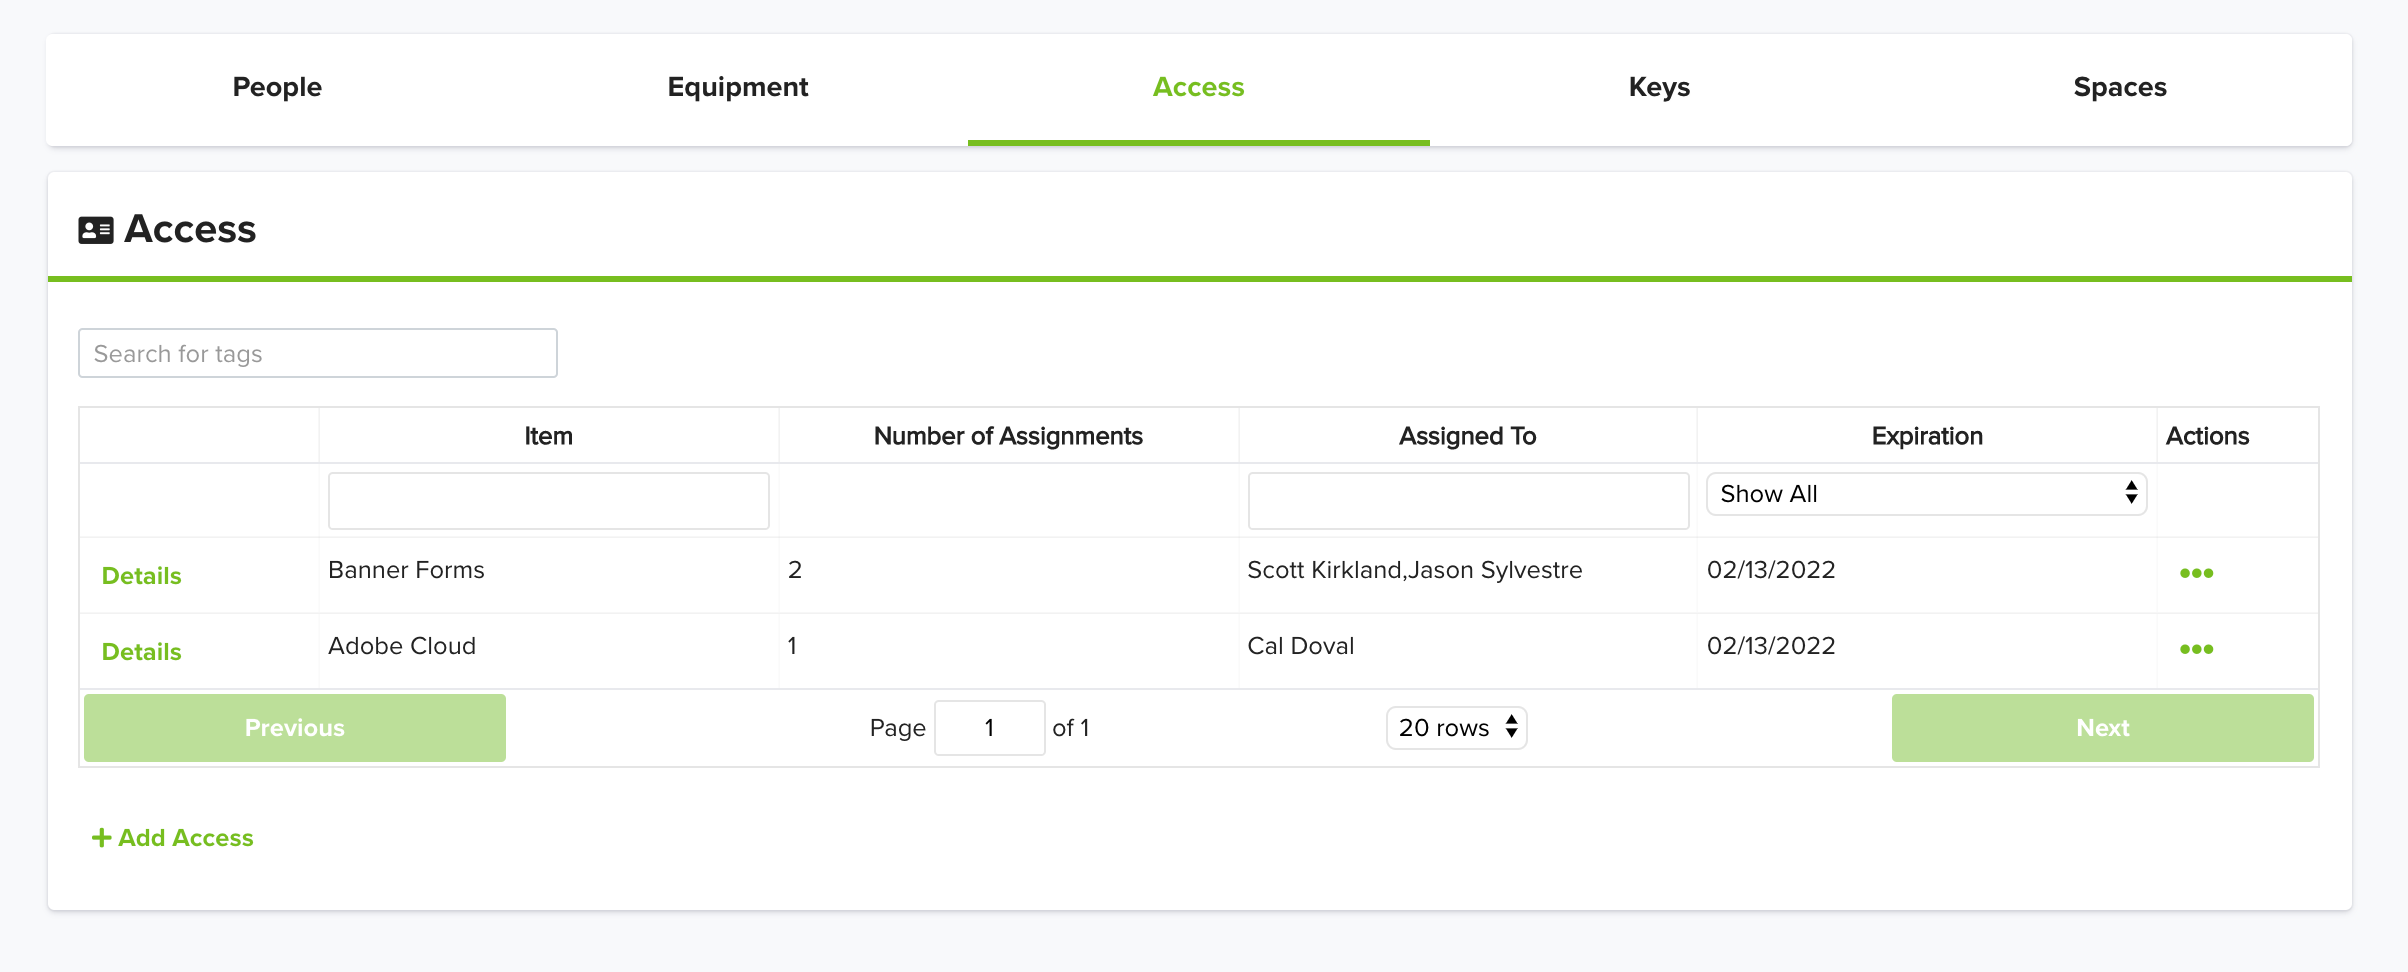 People Equipment Access Keys Spaces
Access
Search for tags
Item Number of Assignments Assigned To Expiration Actions
Show All
Details Banner Forms 2 Scott Kirkland,Jason Sylvestre 02/13/2022
Details Adobe Cloud 1 Cal Doval 02/13/2022
Previous Page 1 of 1 20 rows Next
Add Access